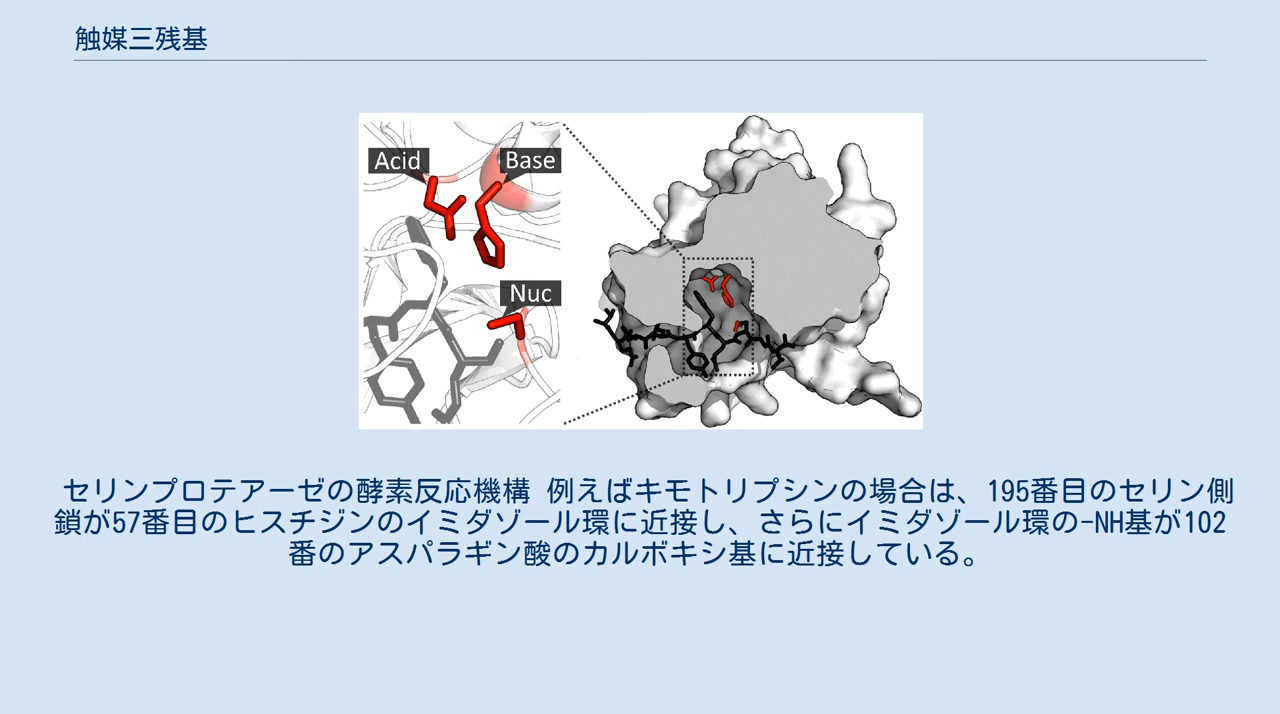 触媒三残基
Acid
Base
Nuc
セリンプロテアーゼの酵素反応機構 例えばキモトリプシンの場合は、195番目のセリン側
鎖が57番目のヒスチジンのイミダゾール環に近接し、さらにイミダゾール環の-NH基が102
番のアスパラギン酸のカルボキシ基に近接している。